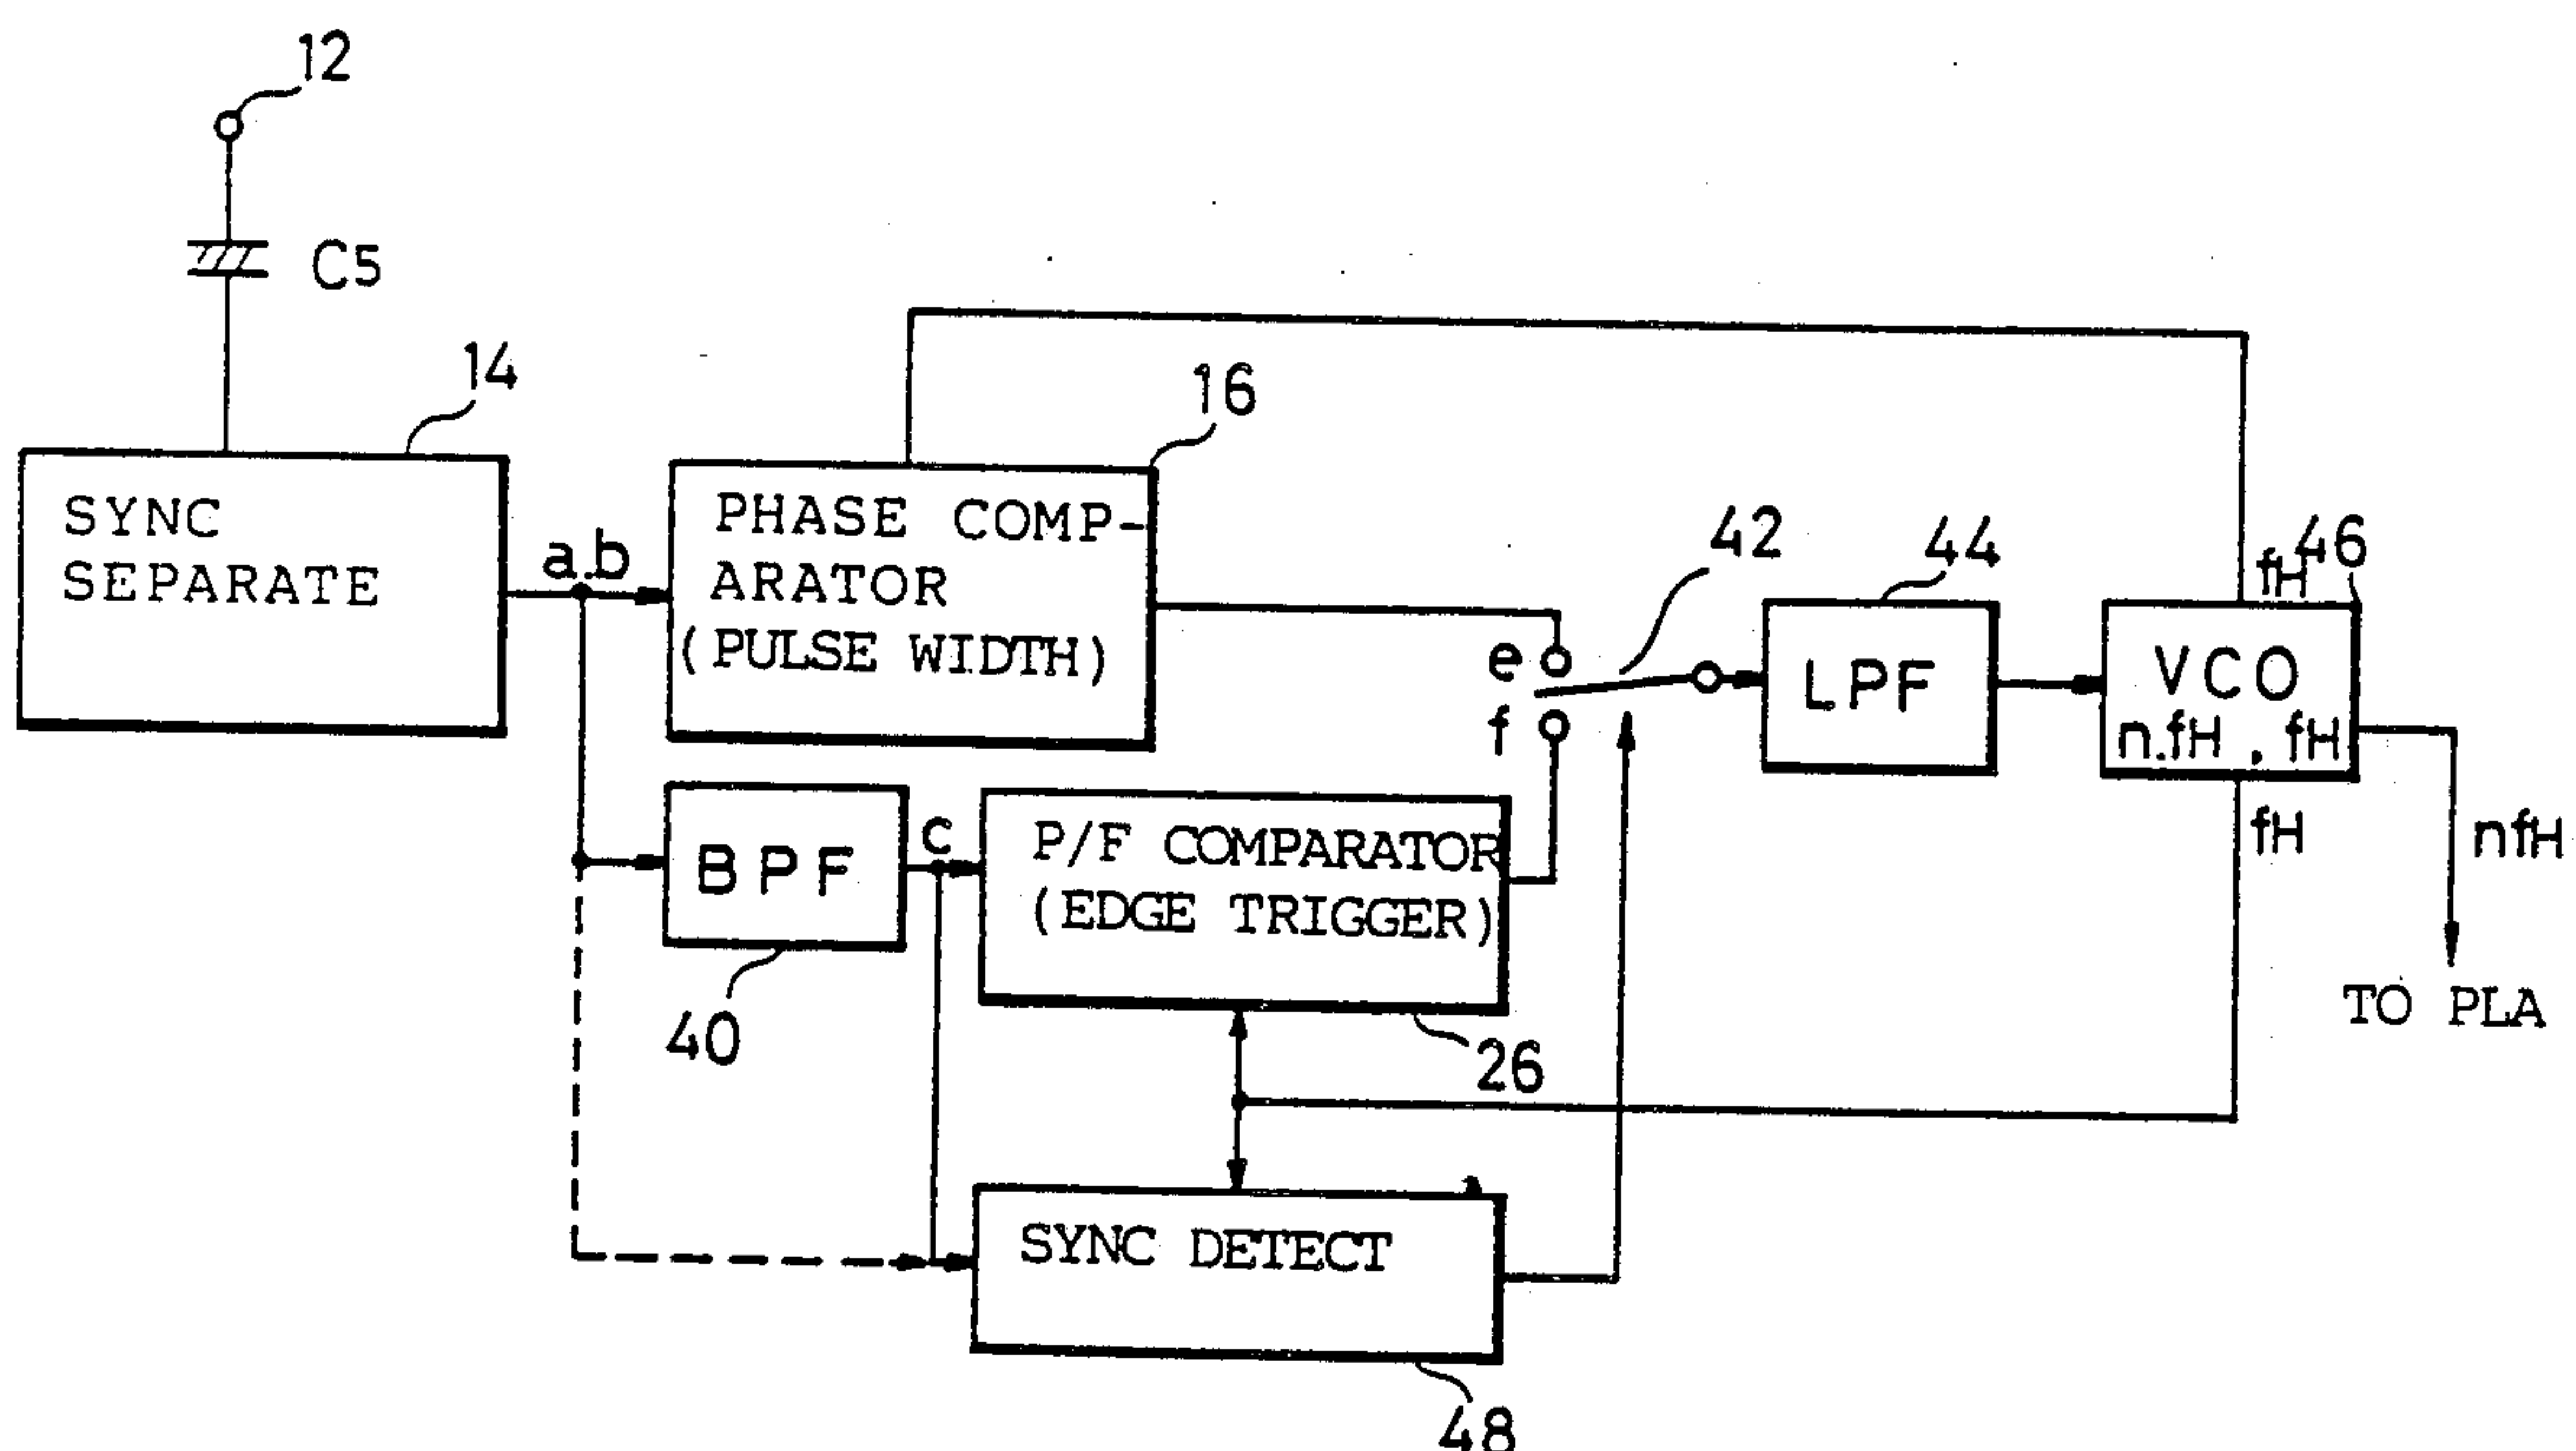 12
C5
14
SYNC
SEPARATE
a.b
16
PHASE COMP-
ARATOR
(PULSE WIDTH)
42
e
f
44
LPF
fH
46
VCO
n.fH , fH
fH
nfH
TO PLA
BPF
40
c
P/F COMPARATOR
(EDGE TRIGGER)
26
SYNC DETECT
48